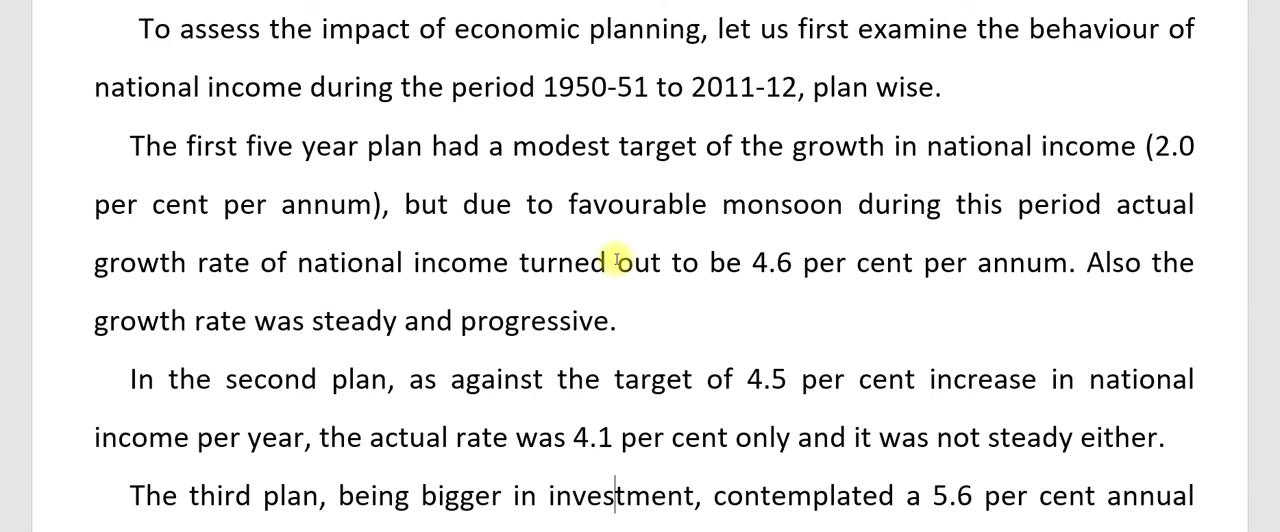 To assess the impact of economic planning, let us first examine the behaviour of
national income during the period 1950-51 to 2011-12, plan wise.
The first five year plan had a modest target of the growth in national income (2.0
per cent per annum), but due to favourable monsoon during this period actual
growth rate of national income turned out to be 4.6 per cent per annum. Also the
growth rate was steady and progressive.
In the second plan, as against the target of 4.5 per cent increase in national
income per year, the actual rate was 4.1 per cent only and it was not steady either.
The third plan, being bigger in investment, contemplated a 5.6 per cent annual